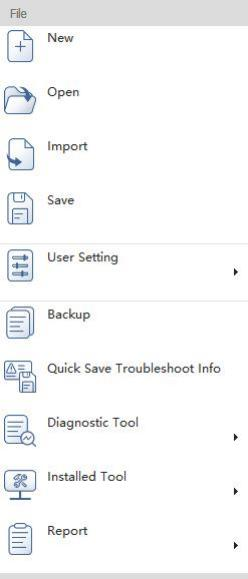 File
New
Open
Import
Save
User Setting
Backup
Quick Save Troubleshoot Info
Diagnostic Tool
Installed Tool
Report